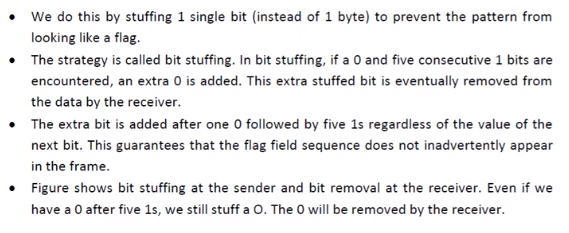 • We do this by stuffing 1 single bit (instead of 1 byte) to prevent the pattern from
looking like a flag.
• The strategy is called bit stuffing. In bit stuffing, if a 0 and five consecutive 1 bits are
encountered, an extra 0 is added. This extra stuffed bit is eventually removed from
the data by the receiver.
• The extra bit is added after one 0 followed by five 1s regardless of the value of the
next bit. This guarantees that the flag field sequence does not inadvertently appear
in the frame.
• Figure shows bit stuffing at the sender and bit removal at the receiver. Even if we
have a 0 after five 1s, we still stuff a O. The 0 will be removed by the receiver.